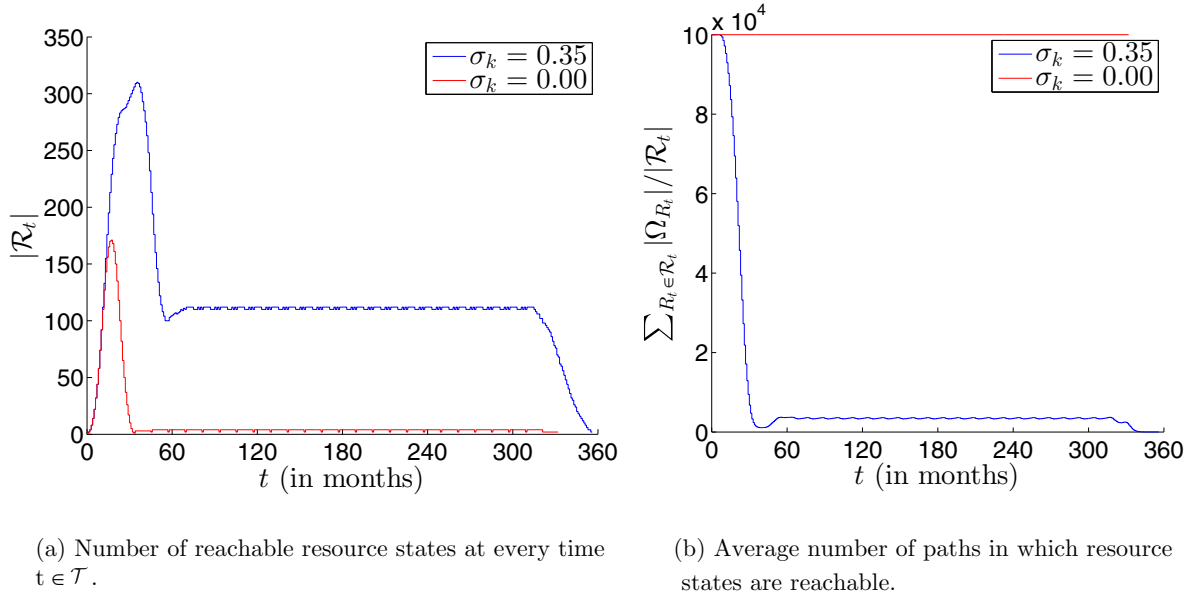 350
300
250
200
150
100
50
0
|ℛ_t|
σ_k = 0.35
σ_k = 0.00
0 60 120 180 240 300 360
t (in months)
(a) Number of reachable resource states at every time
t ∈ 𝒯.
10 x 10^4
8
6
4
2
0
∑_{R_t ∈ ℛ_t} |Ω_{R_t}|/|ℛ_t|
σ_k = 0.35
σ_k = 0.00
0 60 120 180 240 300 360
t (in months)
(b) Average number of paths in which resource
states are reachable.